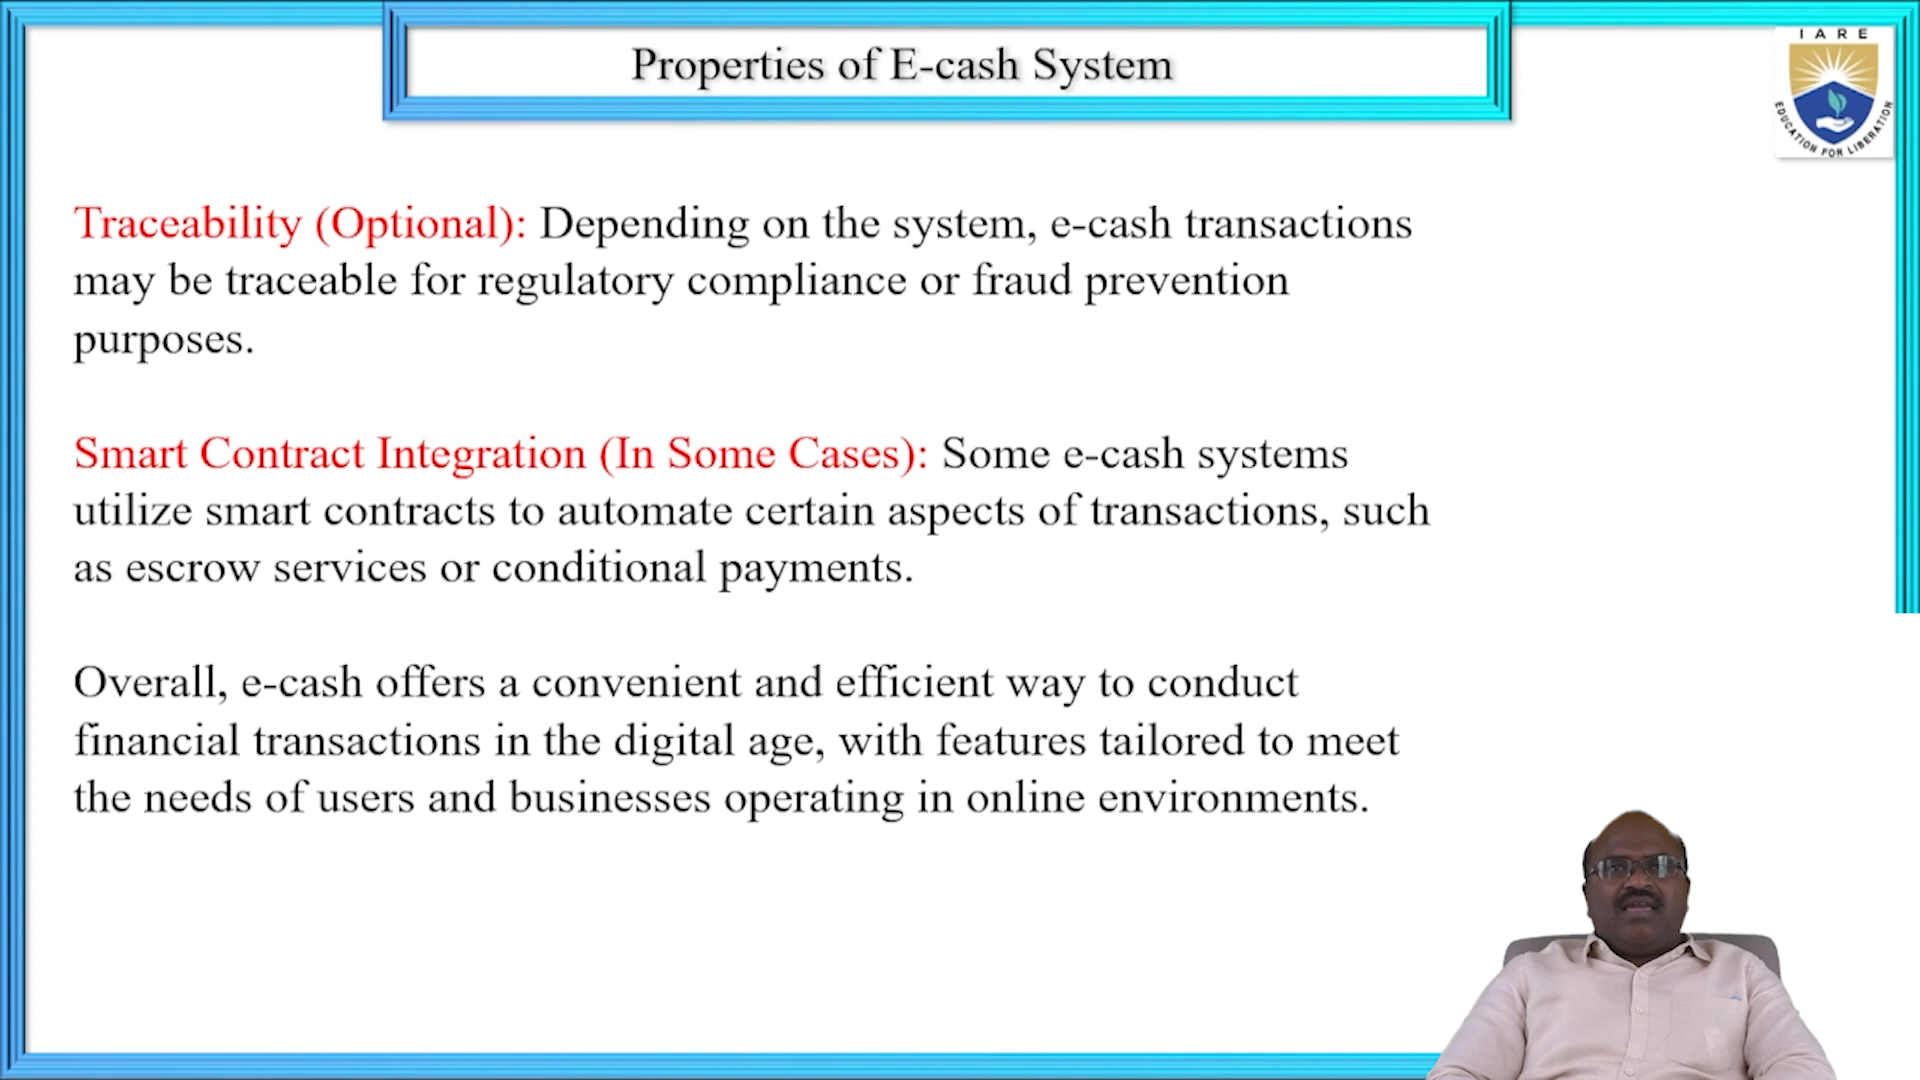 Properties of E-cash System
I A R E
EDUCATION FOR LIBERATION
Traceability (Optional): Depending on the system, e-cash transactions
may be traceable for regulatory compliance or fraud prevention
purposes.
Smart Contract Integration (In Some Cases): Some e-cash systems
utilize smart contracts to automate certain aspects of transactions, such
as escrow services or conditional payments.
Overall, e-cash offers a convenient and efficient way to conduct
financial transactions in the digital age, with features tailored to meet
the needs of users and businesses operating in online environments.